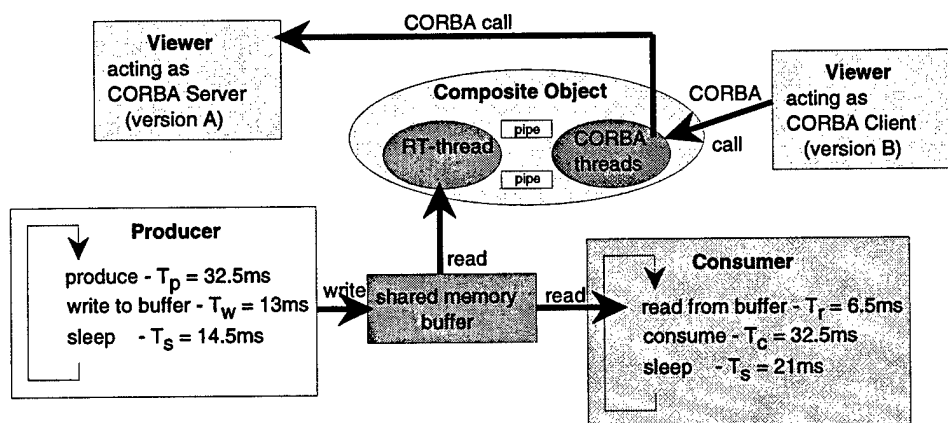 CORBA call
Viewer
acting as
CORBA Server
(version A)
Composite Object
pipe
RT-thread
CORBA
threads
pipe
CORBA
call
Viewer
acting as
CORBA Client
(version B)
Producer
produce - Tp = 32.5ms
write to buffer - Tw = 13ms
sleep - Ts = 14.5ms
write
read
shared memory
buffer
read
Consumer
read from buffer - Tr = 6.5ms
consume - Tc = 32.5ms
sleep - Ts = 21ms